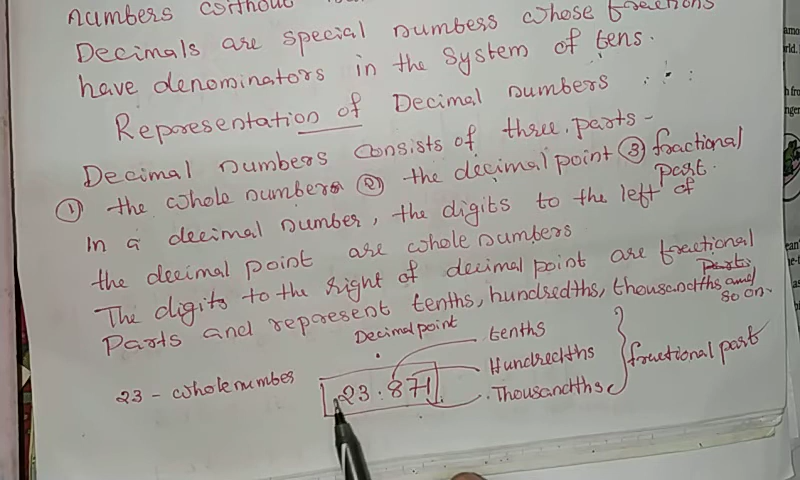 numbers without
Decimals are special numbers whose fractions
have denominators in the system of tens.
Representation of Decimal numbers
Decimal numbers consists of three parts -
① the whole numbers ② the decimal point ③ fractional
part.
In a decimal number, the digits to the left of
the decimal point are whole numbers
The digits to the right of decimal point are fractional
Parts and represent tenths, hundredths, thousandths and
so on.
Decimal point
tenths
Hundredths
Thousandths
fractional part
23 - whole number
23.871